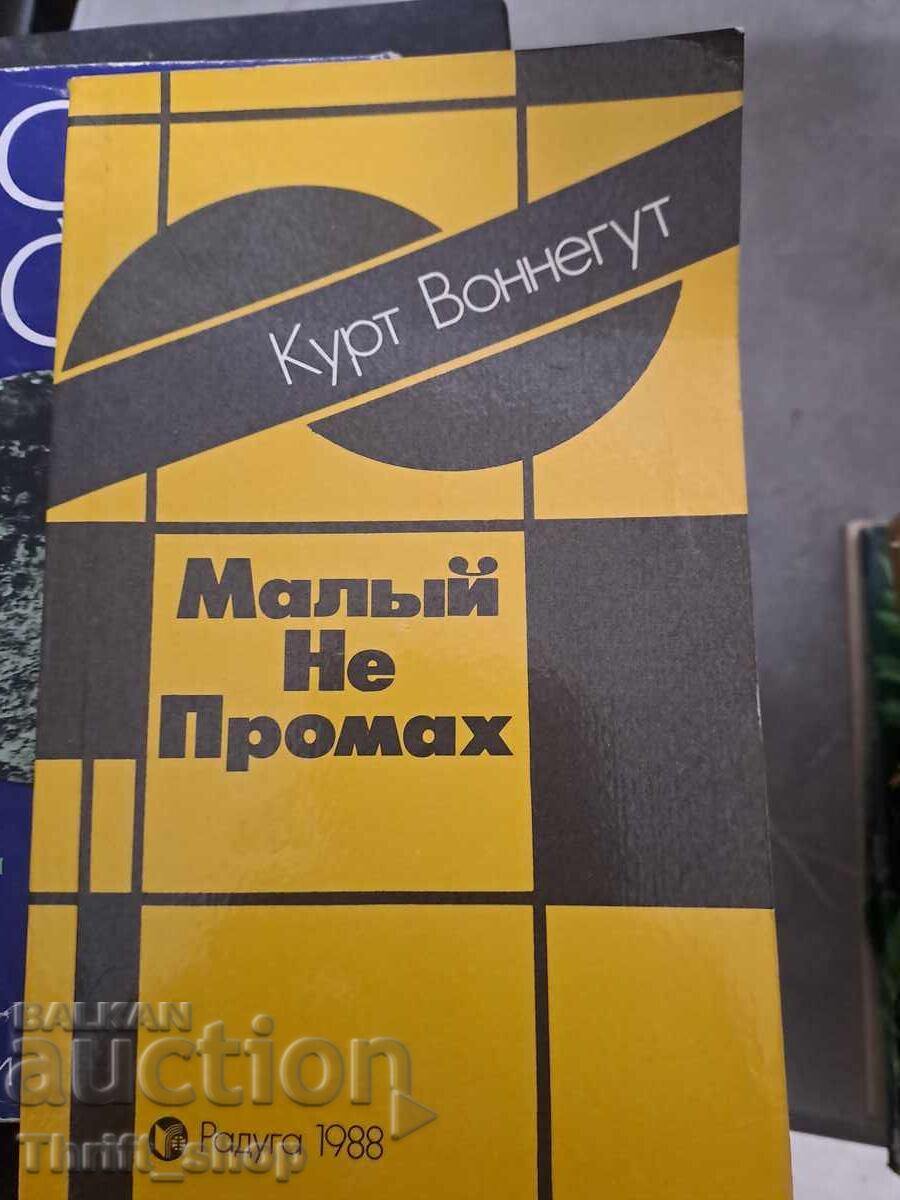 Курт Воннегут
Малый
Не
Промах
Радуга 1988
BALKAN
auction
Thrift_shop